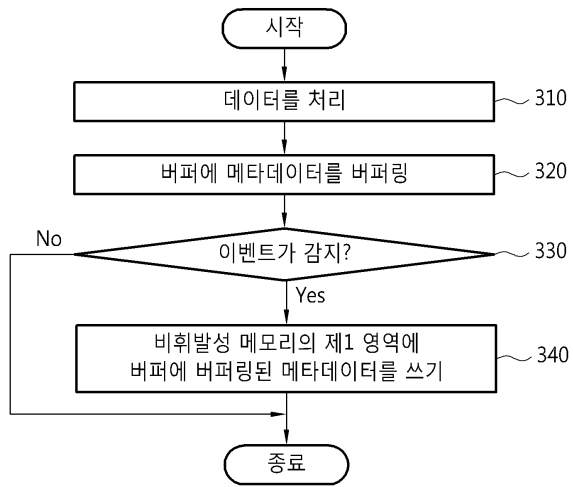 시작
데이터를 처리
310
버퍼에 메타데이터를 버퍼링
320
No
이벤트가 감지?
330
Yes
비휘발성 메모리의 제1 영역에
버퍼에 버퍼링된 메타데이터를 쓰기
340
종료